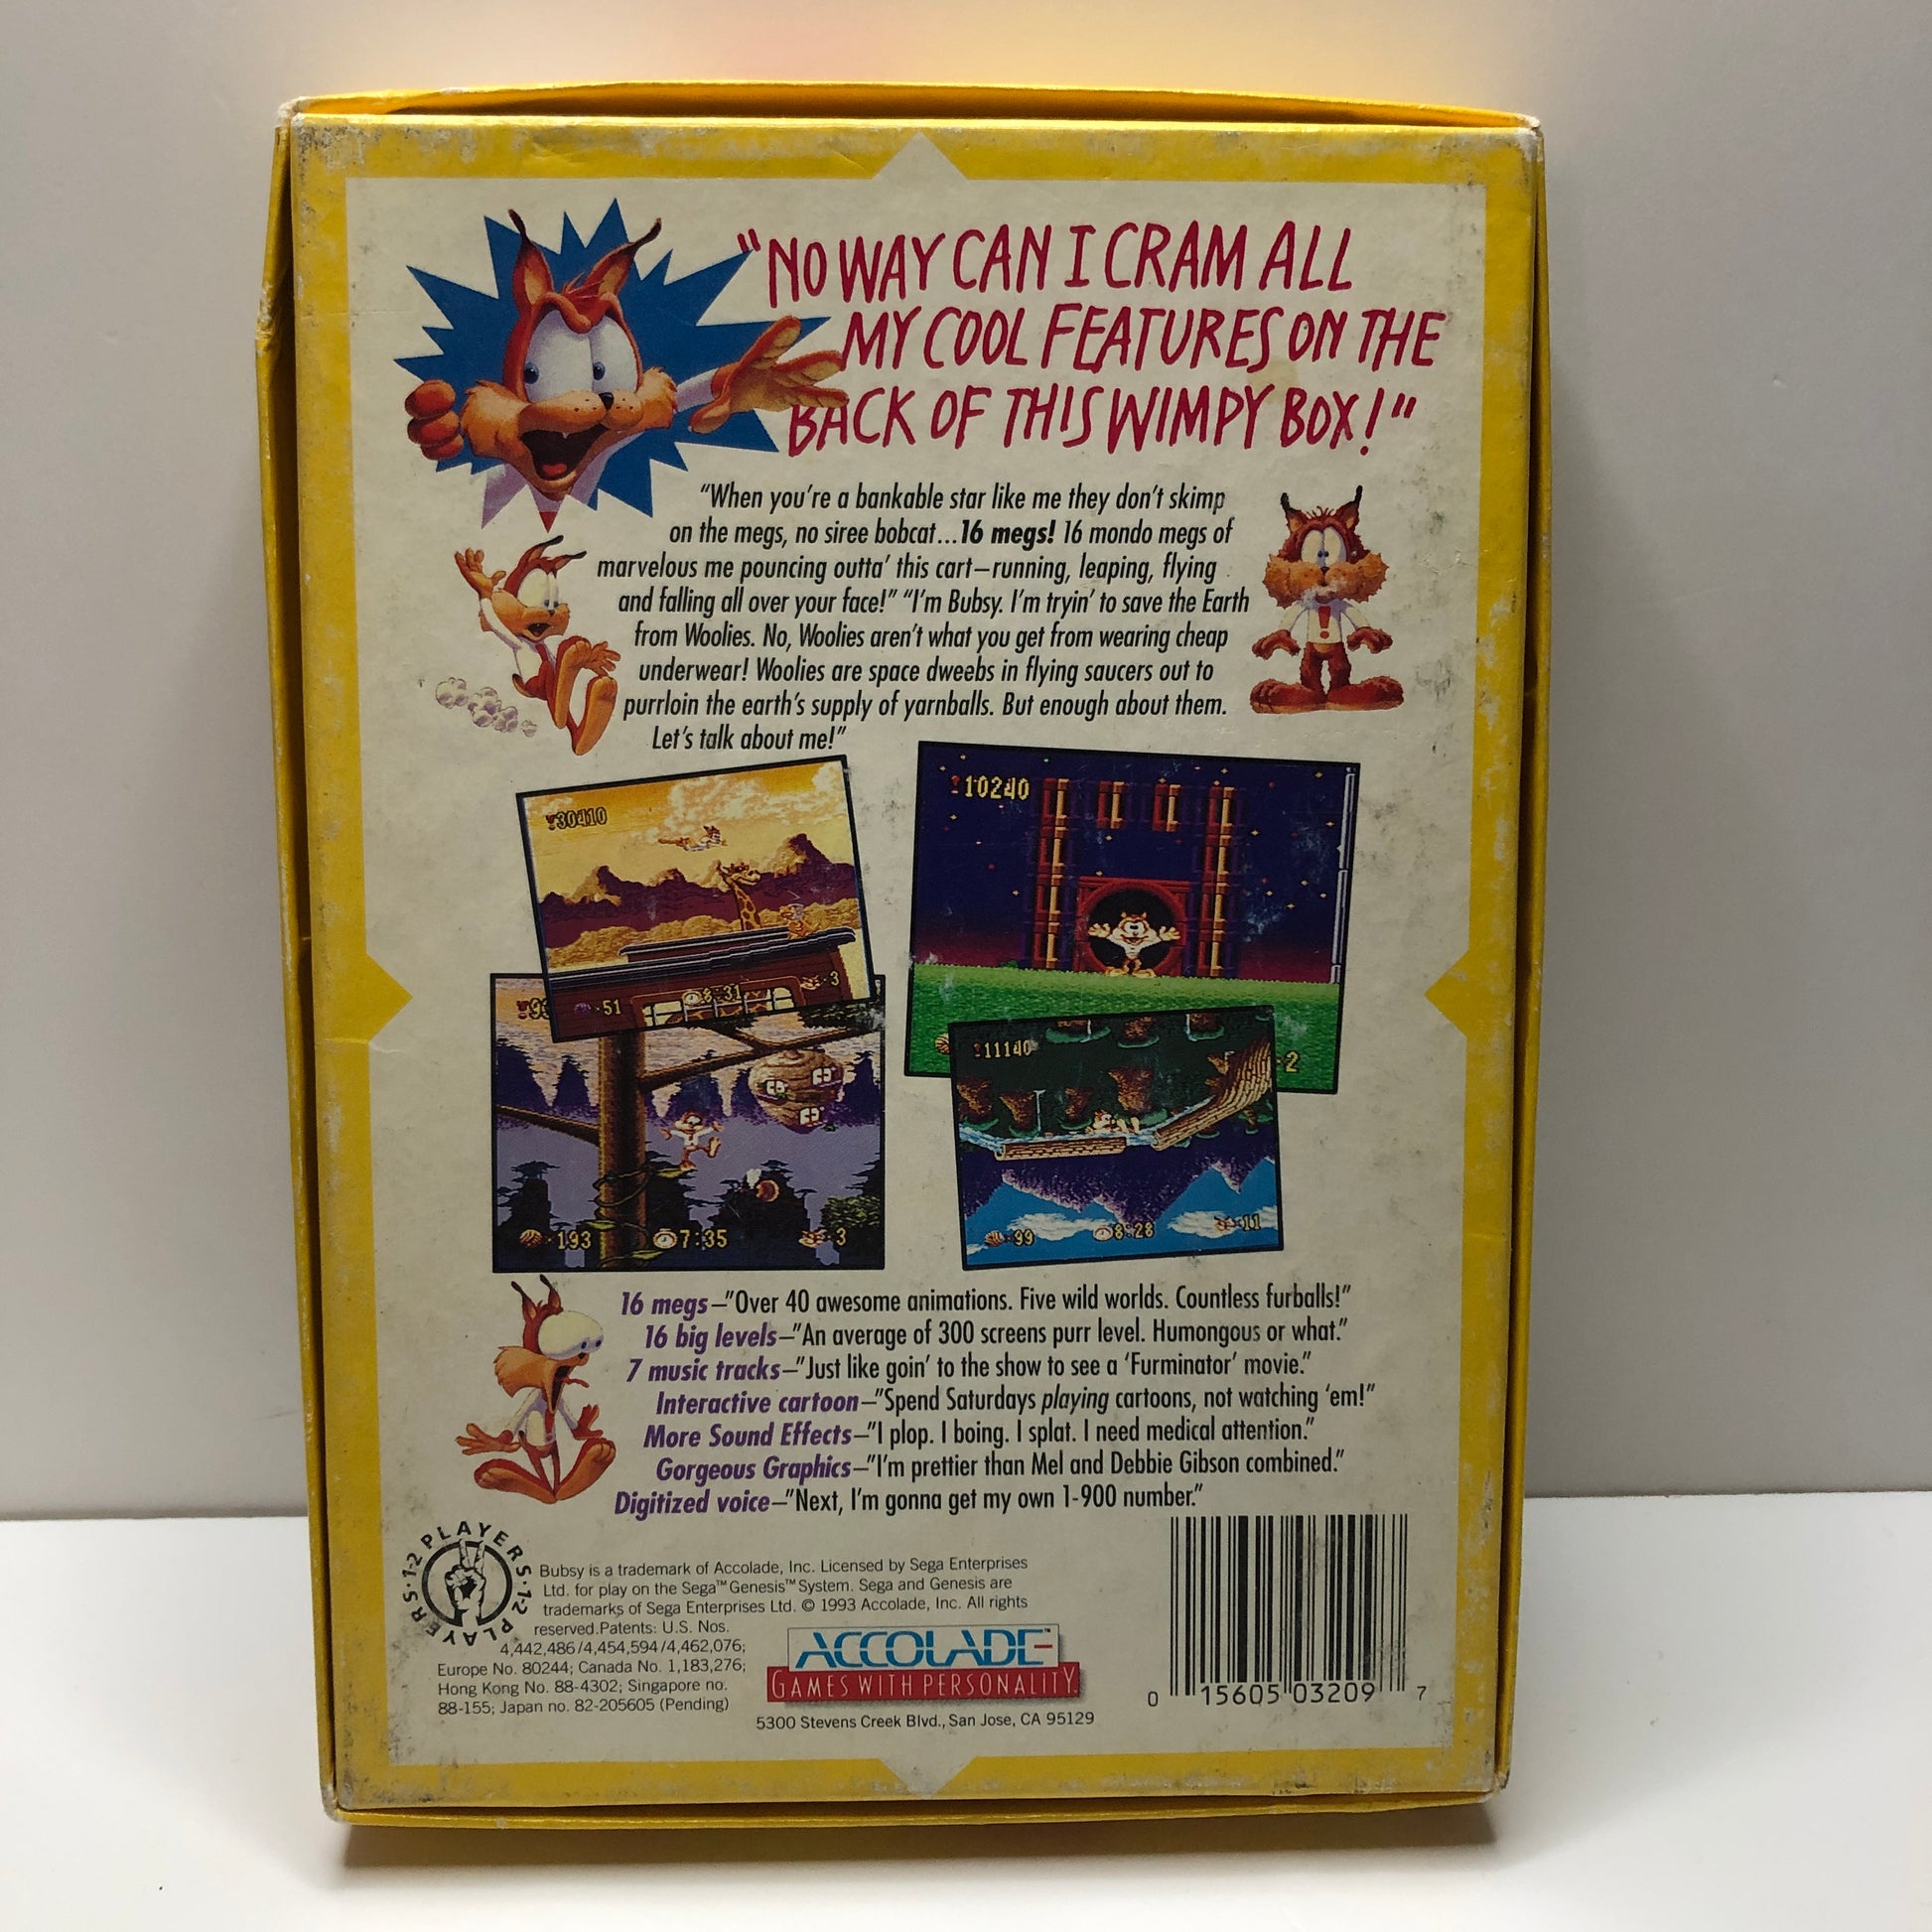 "NO WAY CAN I CRAM ALL
MY COOL FEATURES ON THE
BACK OF THIS WIMPY BOX!"
"When you're a bankable star like me they don't skimp
on the megs, no siree bobcat...16 megs! 16 mondo megs of
marvelous me pouncing outta' this cart—running, leaping, flying
and falling all over your face!" "I'm Bubsy. I'm tryin' to save the Earth
from Woolies. No, Woolies aren't what you get from wearing cheap
underwear! Woolies are space dweebs in flying saucers out to
purrloin the earth's supply of yarnballs. But enough about them.
Let's talk about me!"
30410
51 8:31 3
10240
2
193 7:35 3
11140
99 8:28 11
16 megs—"Over 40 awesome animations. Five wild worlds. Countless furballs!"
16 big levels—"An average of 300 screens purr level. Humongous or what."
7 music tracks—"Just like goin' to the show to see a 'Furminator' movie."
Interactive cartoon—"Spend Saturdays playing cartoons, not watching 'em!"
More Sound Effects—"I plop. I boing. I splat. I need medical attention."
Gorgeous Graphics—"I'm prettier than Mel and Debbie Gibson combined."
Digitized voice—"Next, I'm gonna get my own 1-900 number."
1-2 PLAYERS · 1-2 PLAYERS ·
Bubsy is a trademark of Accolade, Inc. Licensed by Sega Enterprises
Ltd. for play on the Sega™ Genesis™ System. Sega and Genesis are
trademarks of Sega Enterprises Ltd. © 1993 Accolade, Inc. All rights
reserved.Patents: U.S. Nos.
4,442,486/4,454,594/4,462,076;
Europe No. 80244; Canada No. 1,183,276;
Hong Kong No. 88-4302; Singapore no.
88-155; Japan no. 82-205605 (Pending)
ACCOLADE™
GAMES WITH PERSONALITY.
5300 Stevens Creek Blvd., San Jose, CA 95129
0 15605 03209 7